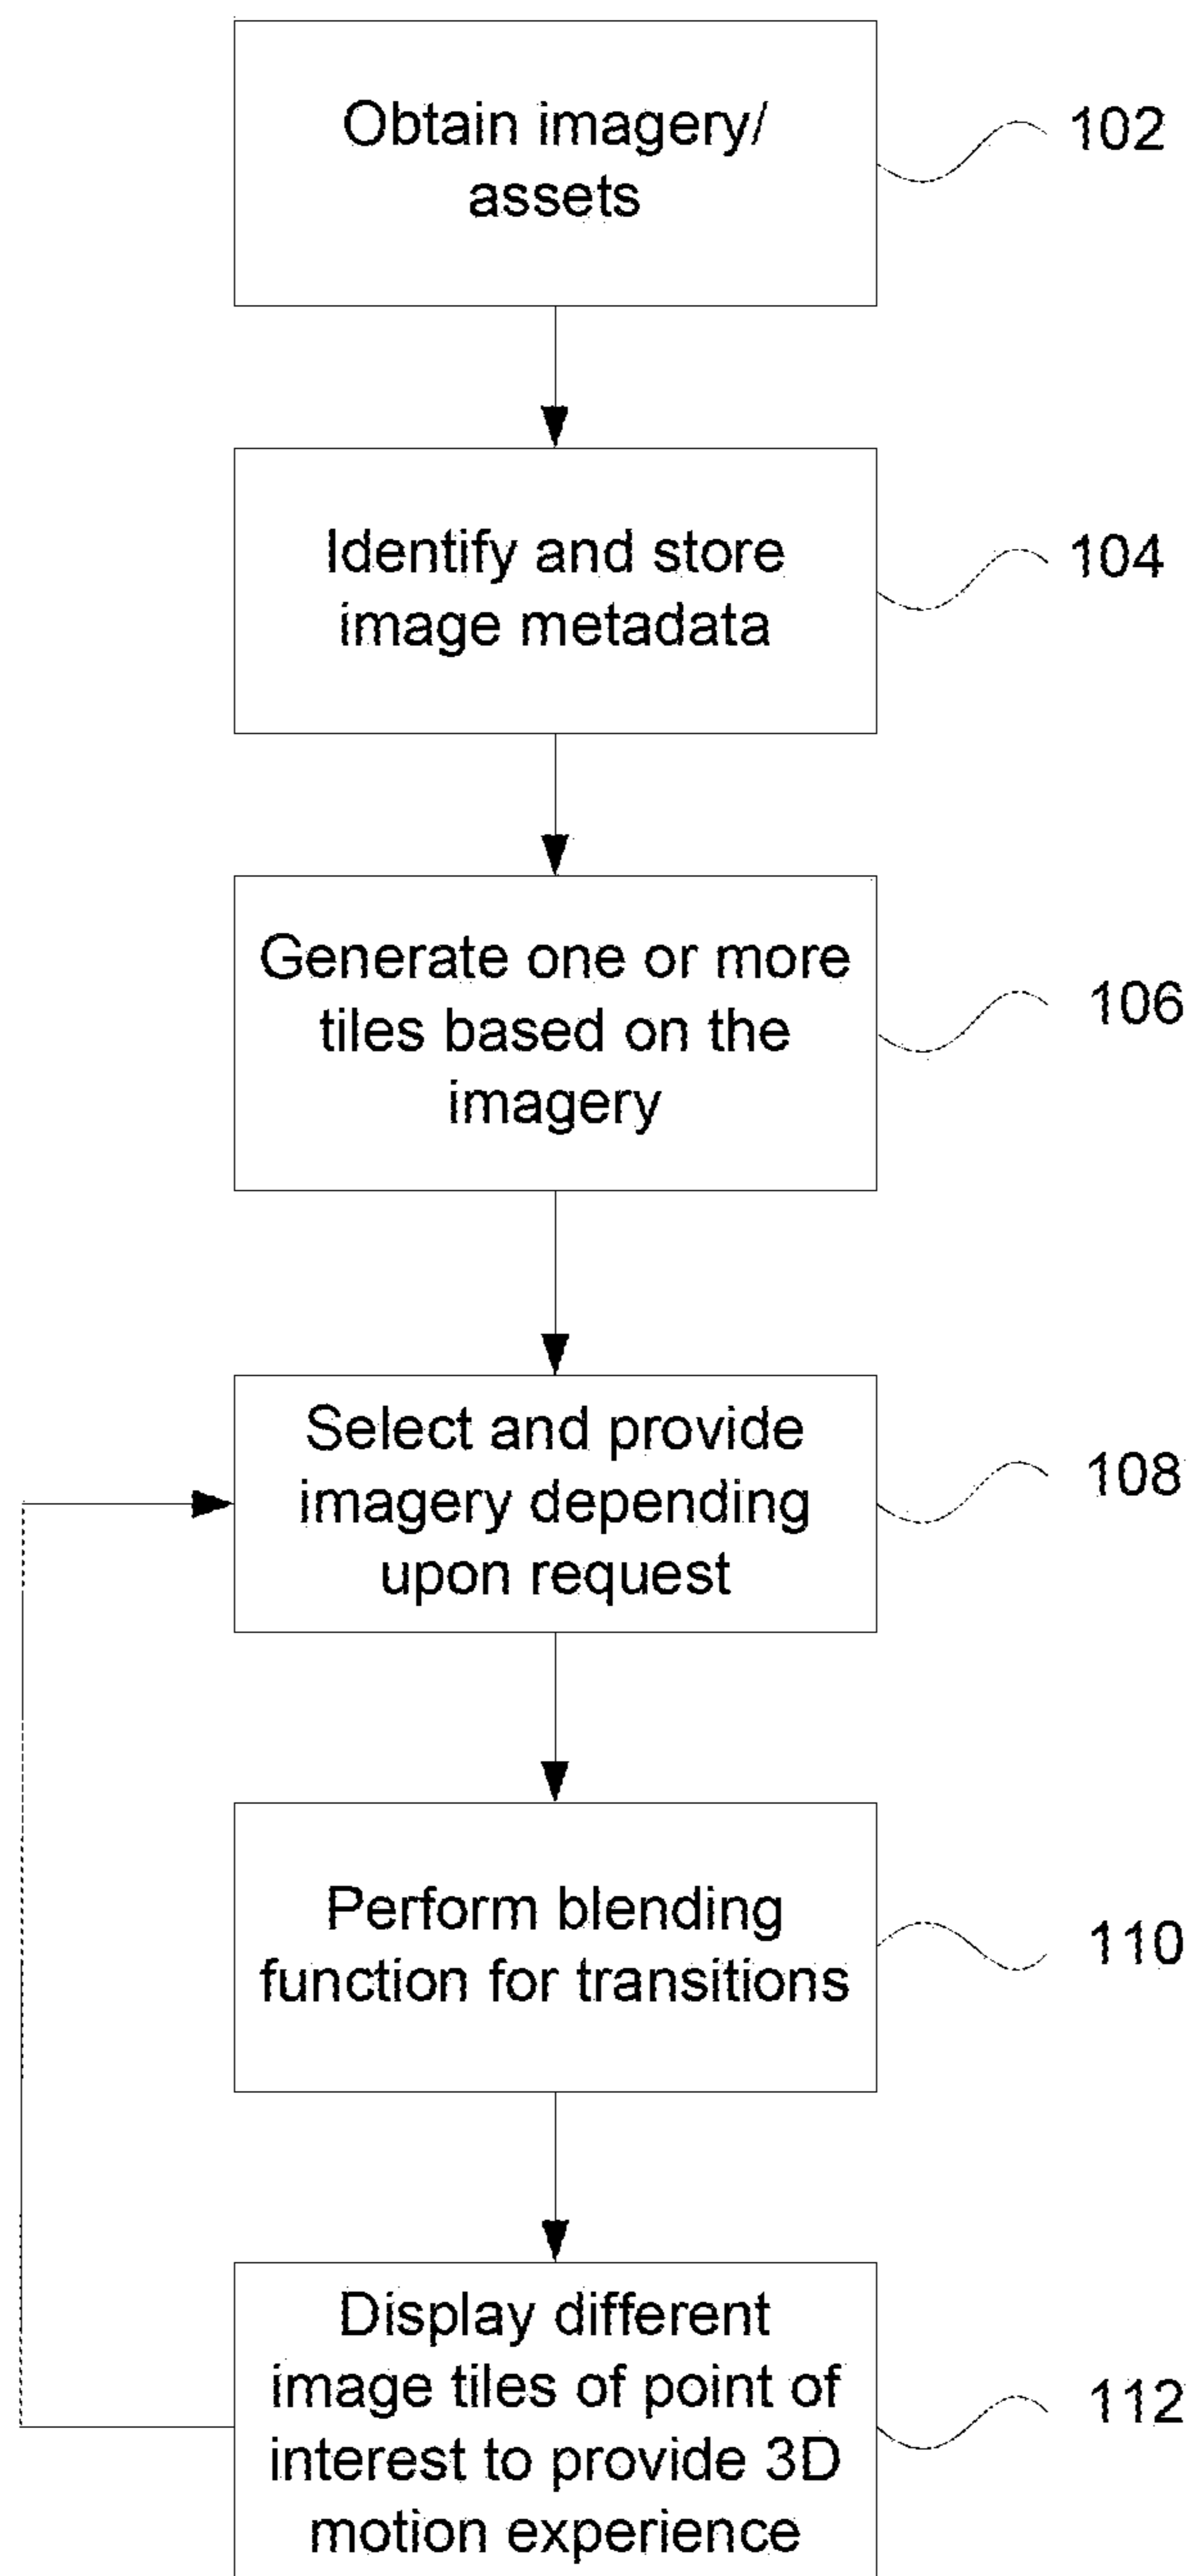 Obtain imagery/
assets
102
Identify and store
image metadata
104
Generate one or more
tiles based on the
imagery
106
Select and provide
imagery depending
upon request
108
Perform blending
function for transitions
110
Display different
image tiles of point of
interest to provide 3D
motion experience
112